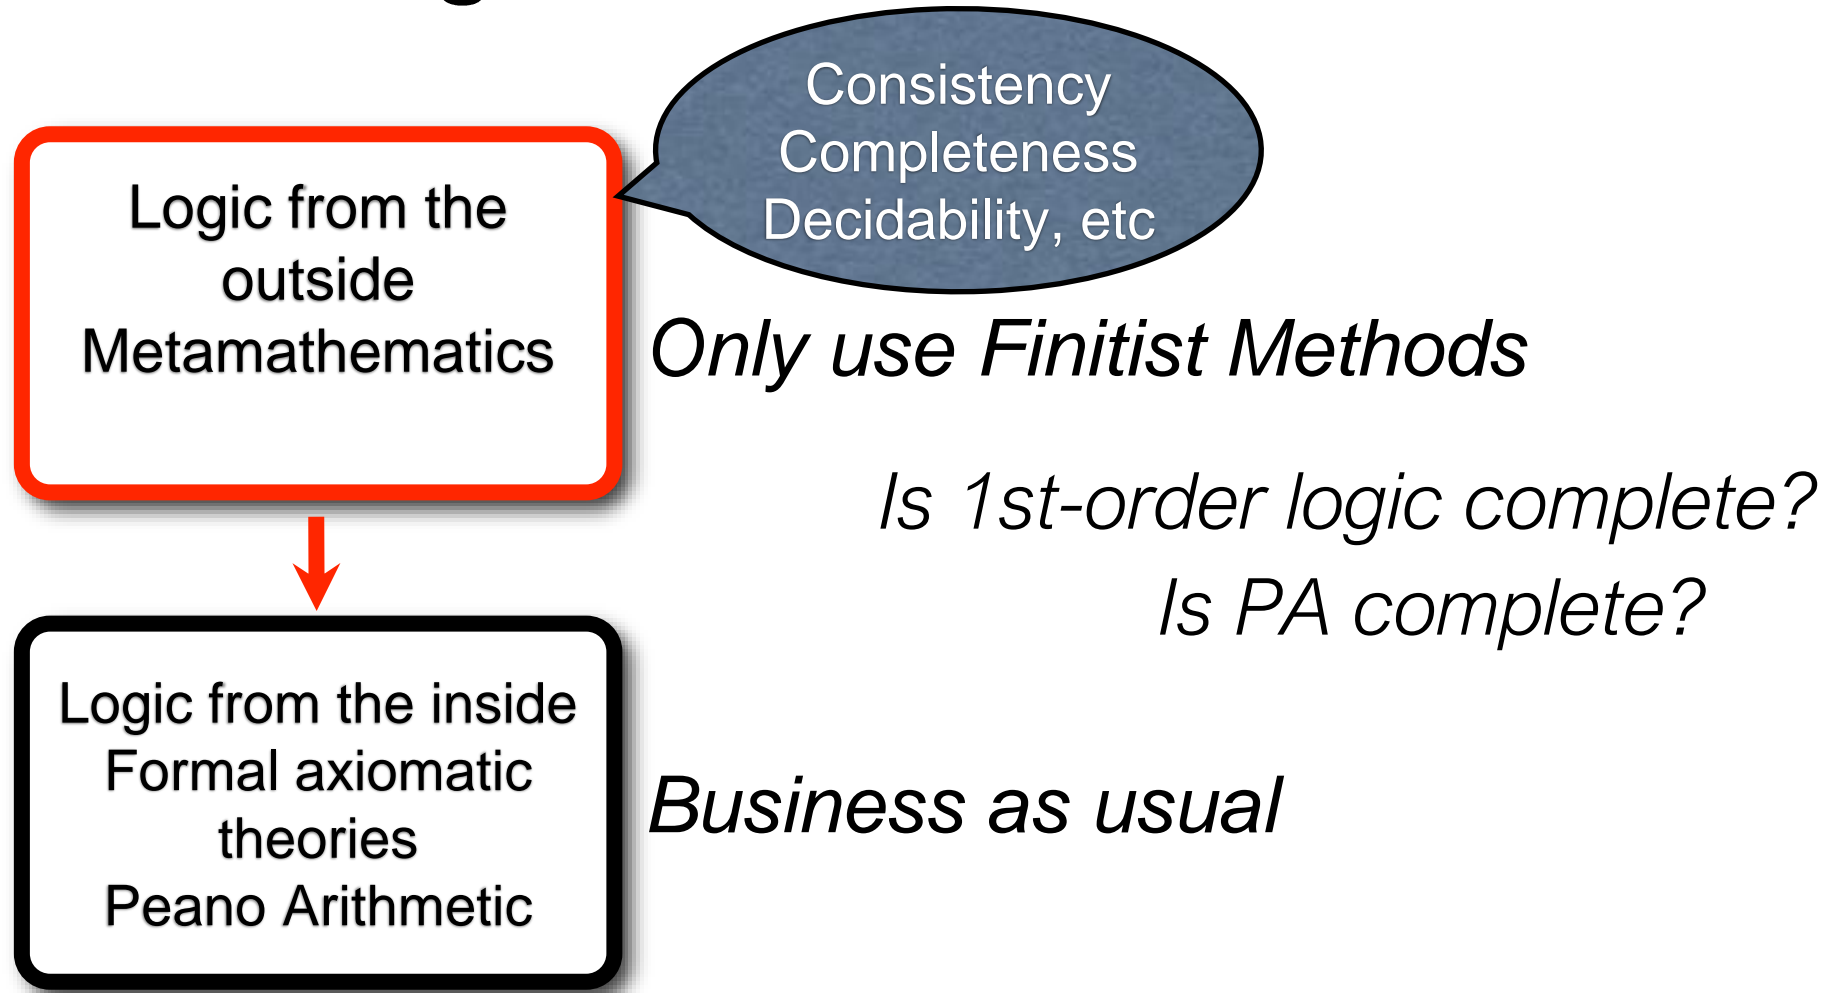 Consistency
Completeness
Decidability, etc
Logic from the
outside
Metamathematics
Only use Finitist Methods
Is 1st-order logic complete?
Is PA complete?
Logic from the inside
Formal axiomatic
theories
Peano Arithmetic
Business as usual